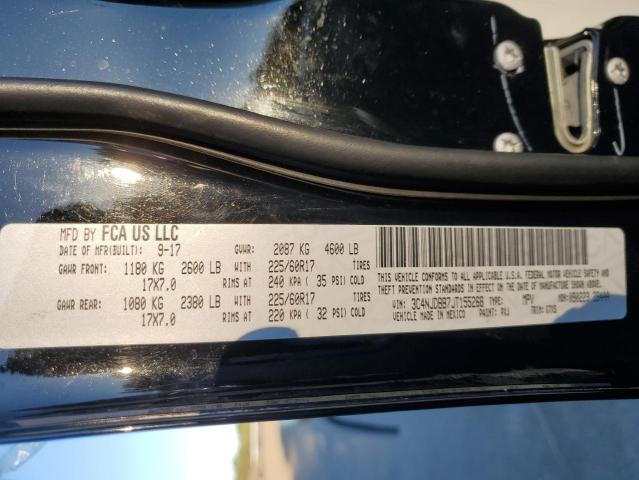 MFD BY FCA US LLC
DATE OF MFR(BUILT): 9-17 GVWR: 2087 KG 4600 LB
GAWR FRONT: 1180 KG 2600 LB WITH 225/60R17 TIRES
17X7.0 RIMS AT 240 KPA ( 35 PSI) COLD
GAWR REAR: 1080 KG 2380 LB WITH 225/60R17 TIRES
17X7.0 RIMS AT 220 KPA ( 32 PSI) COLD
THIS VEHICLE CONFORMS TO ALL APPLICABLE U.S.A. FEDERAL MOTOR VEHICLE SAFETY AND
THEFT PREVENTION STANDARDS IN EFFECT ON THE DATE OF MANUFACTURE SHOWN ABOVE.
VIN: 3C4NJDBB7JT155268 TYPE: MPV MDH:
VEHICLE MADE IN MEXICO PAINT: PXJ TRIM: